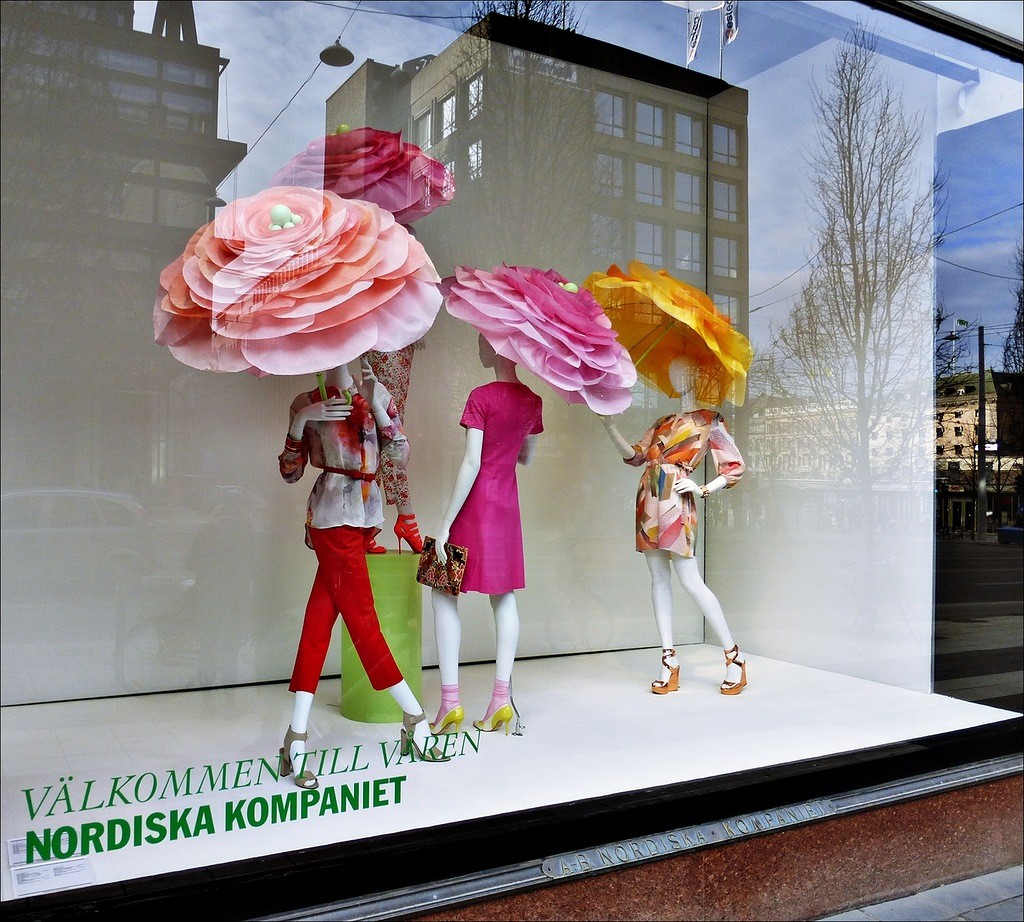 VÄLKOMMEN TILL VÅREN
NORDISKA KOMPANIET
A-B NORDISKA · KOMPANIET